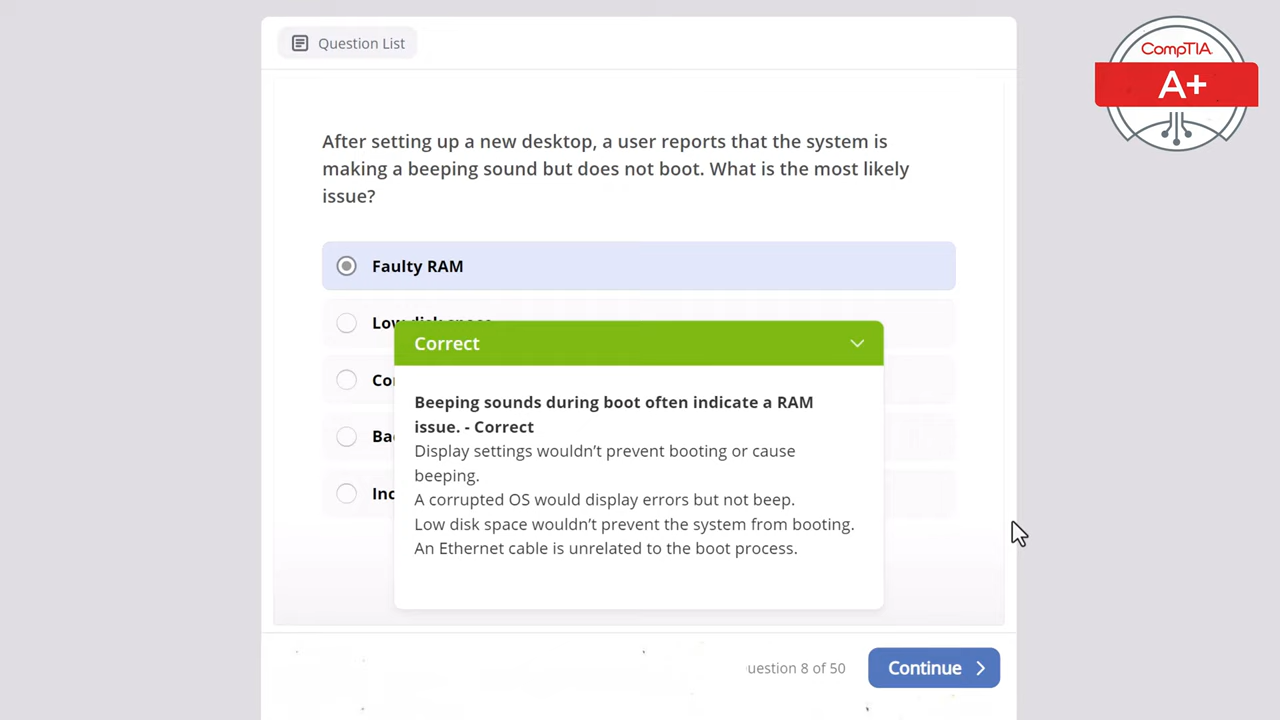 Question List
CompTIA
A+
After setting up a new desktop, a user reports that the system is
making a beeping sound but does not boot. What is the most likely
issue?
Faulty RAM
Correct
Beeping sounds during boot often indicate a RAM
issue. - Correct
Display settings wouldn’t prevent booting or cause
beeping.
A corrupted OS would display errors but not beep.
Low disk space wouldn’t prevent the system from booting.
An Ethernet cable is unrelated to the boot process.
uestion 8 of 50
Continue